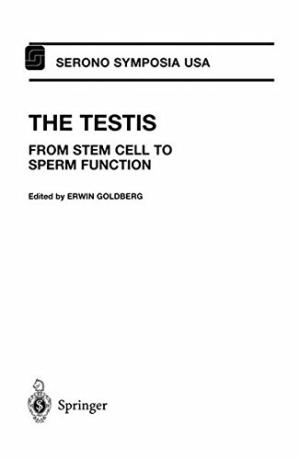 SERONO SYMPOSIA USA
THE TESTIS
FROM STEM CELL TO
SPERM FUNCTION
Edited by ERWIN GOLDBERG
Springer